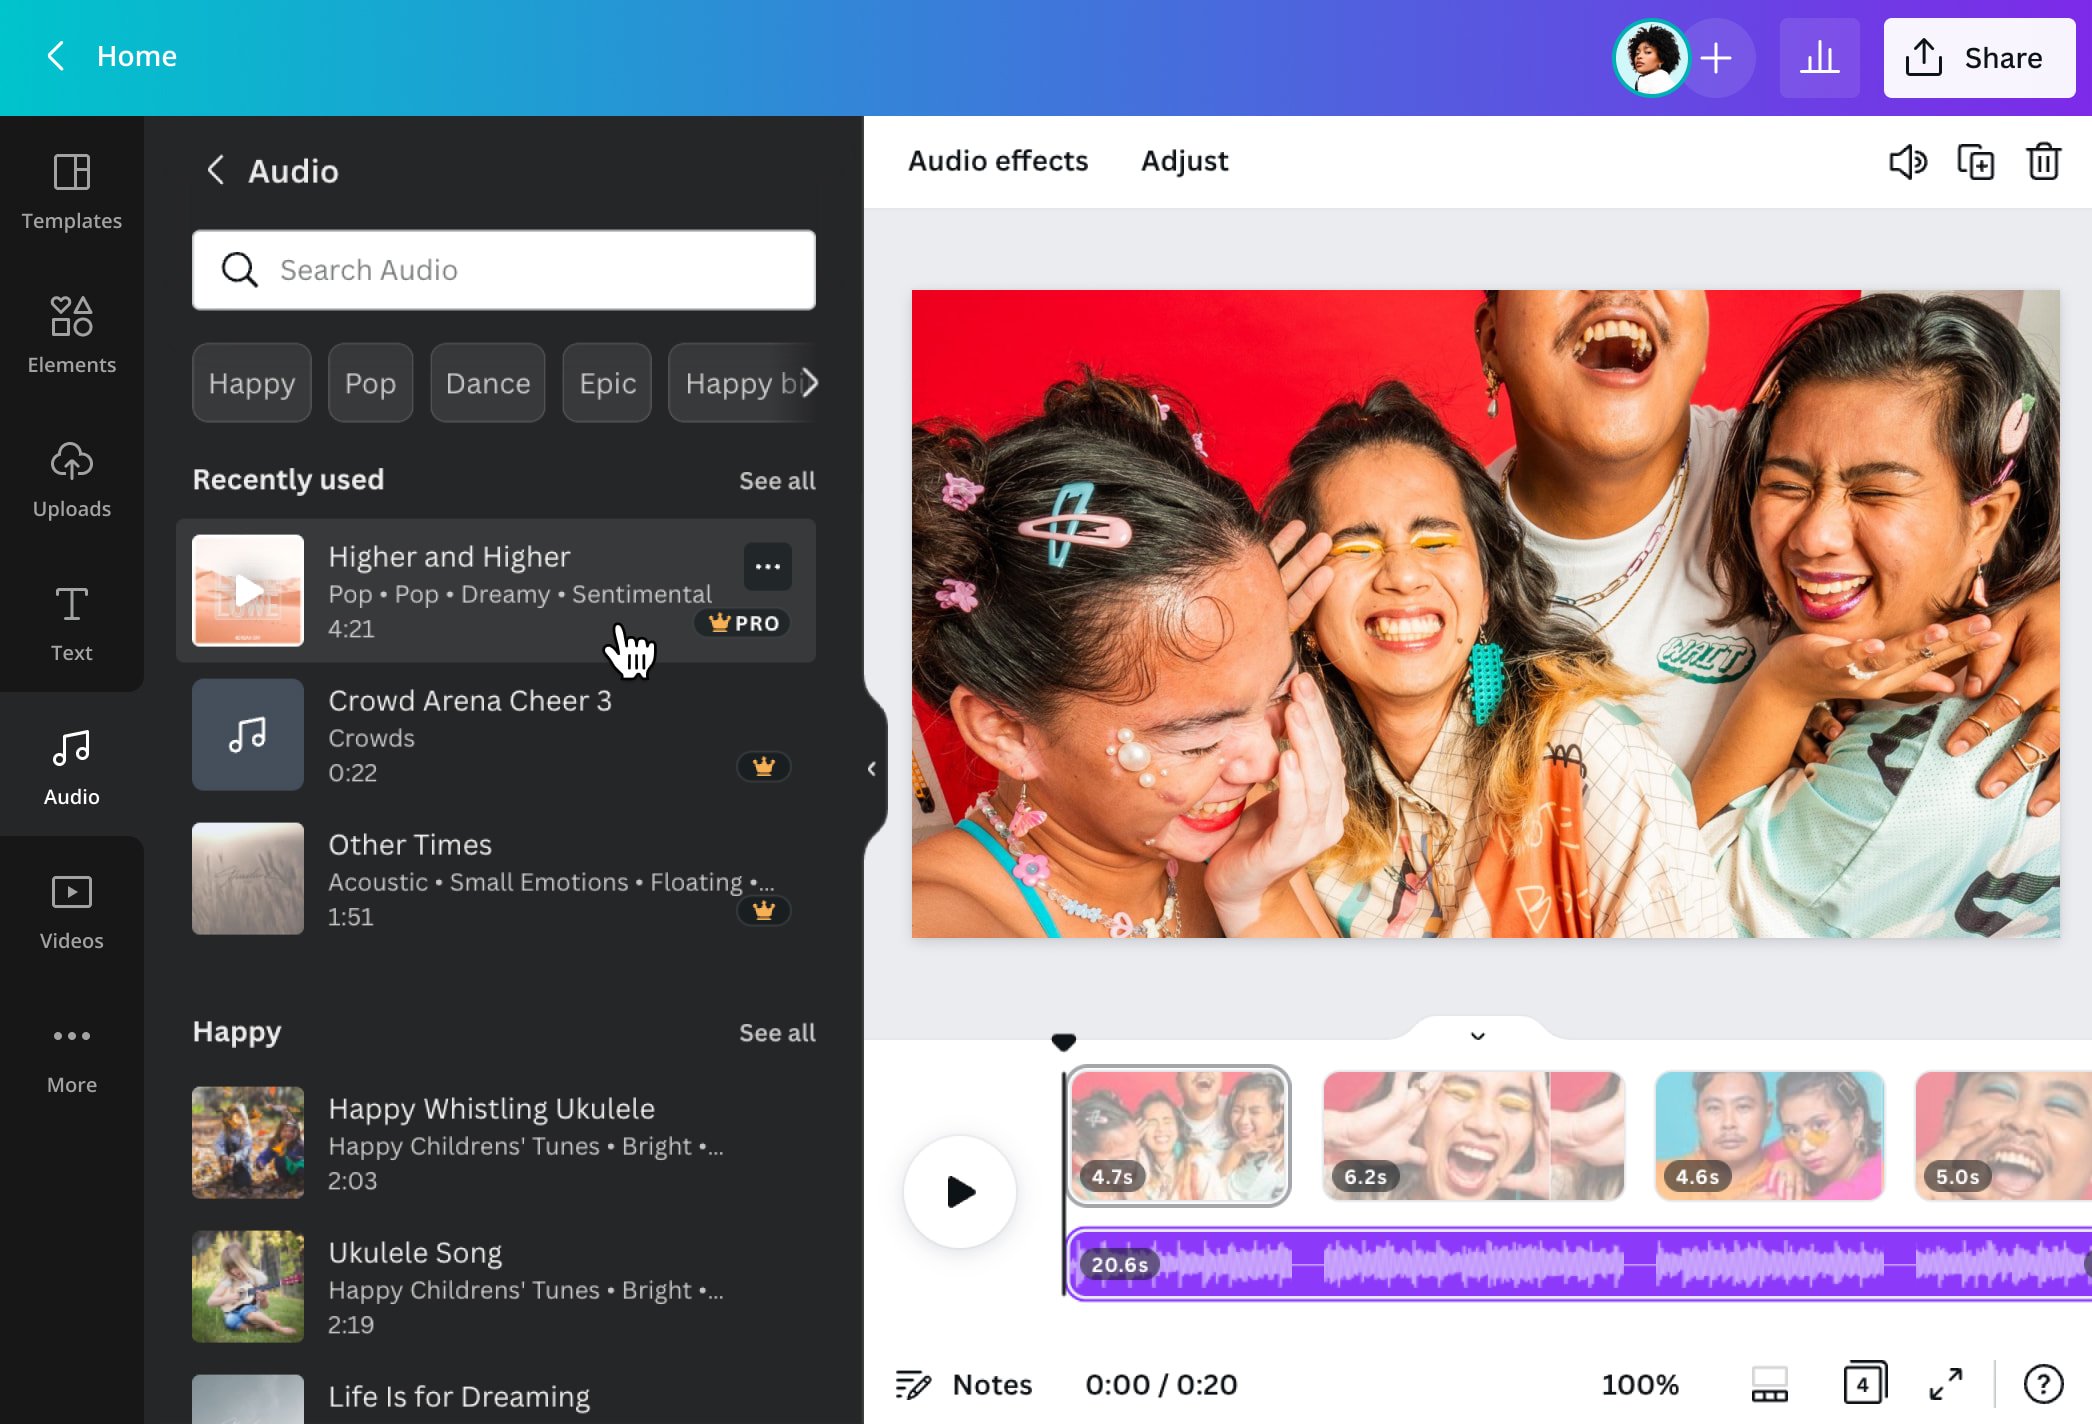 Home
Share
Templates
Elements
Uploads
Text
Audio
Videos
More
Audio
Search Audio
Happy
Pop
Dance
Epic
Happy bi
Recently used
See all
Higher and Higher
Pop • Pop • Dreamy • Sentimental
4:21
PRO
Crowd Arena Cheer 3
Crowds
0:22
Other Times
Acoustic • Small Emotions • Floating •...
1:51
Happy
See all
Happy Whistling Ukulele
Happy Childrens' Tunes • Bright •...
2:03
Ukulele Song
Happy Childrens' Tunes • Bright •...
2:19
Life Is for Dreaming
Audio effects
Adjust
WAIT
4.7s
6.2s
4.6s
5.0s
20.6s
Notes
0:00 / 0:20
100%
4
?